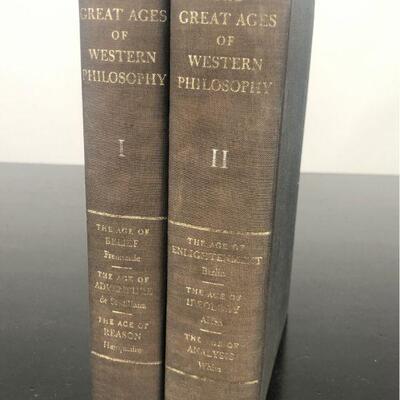 GREAT AGES
OF
WESTERN
PHILOSOPHY
I
THE AGE OF
BELIEF
Fremantle
THE AGE OF
ADVENTURE
de Santillana
THE AGE OF
REASON
Hampshire
GREAT AGES
OF
WESTERN
PHILOSOPHY
II
THE AGE OF
ENLIGHTENMENT
Berlin
THE AGE OF
IDEOLOGY
Aiken
THE AGE OF
ANALYSIS
White